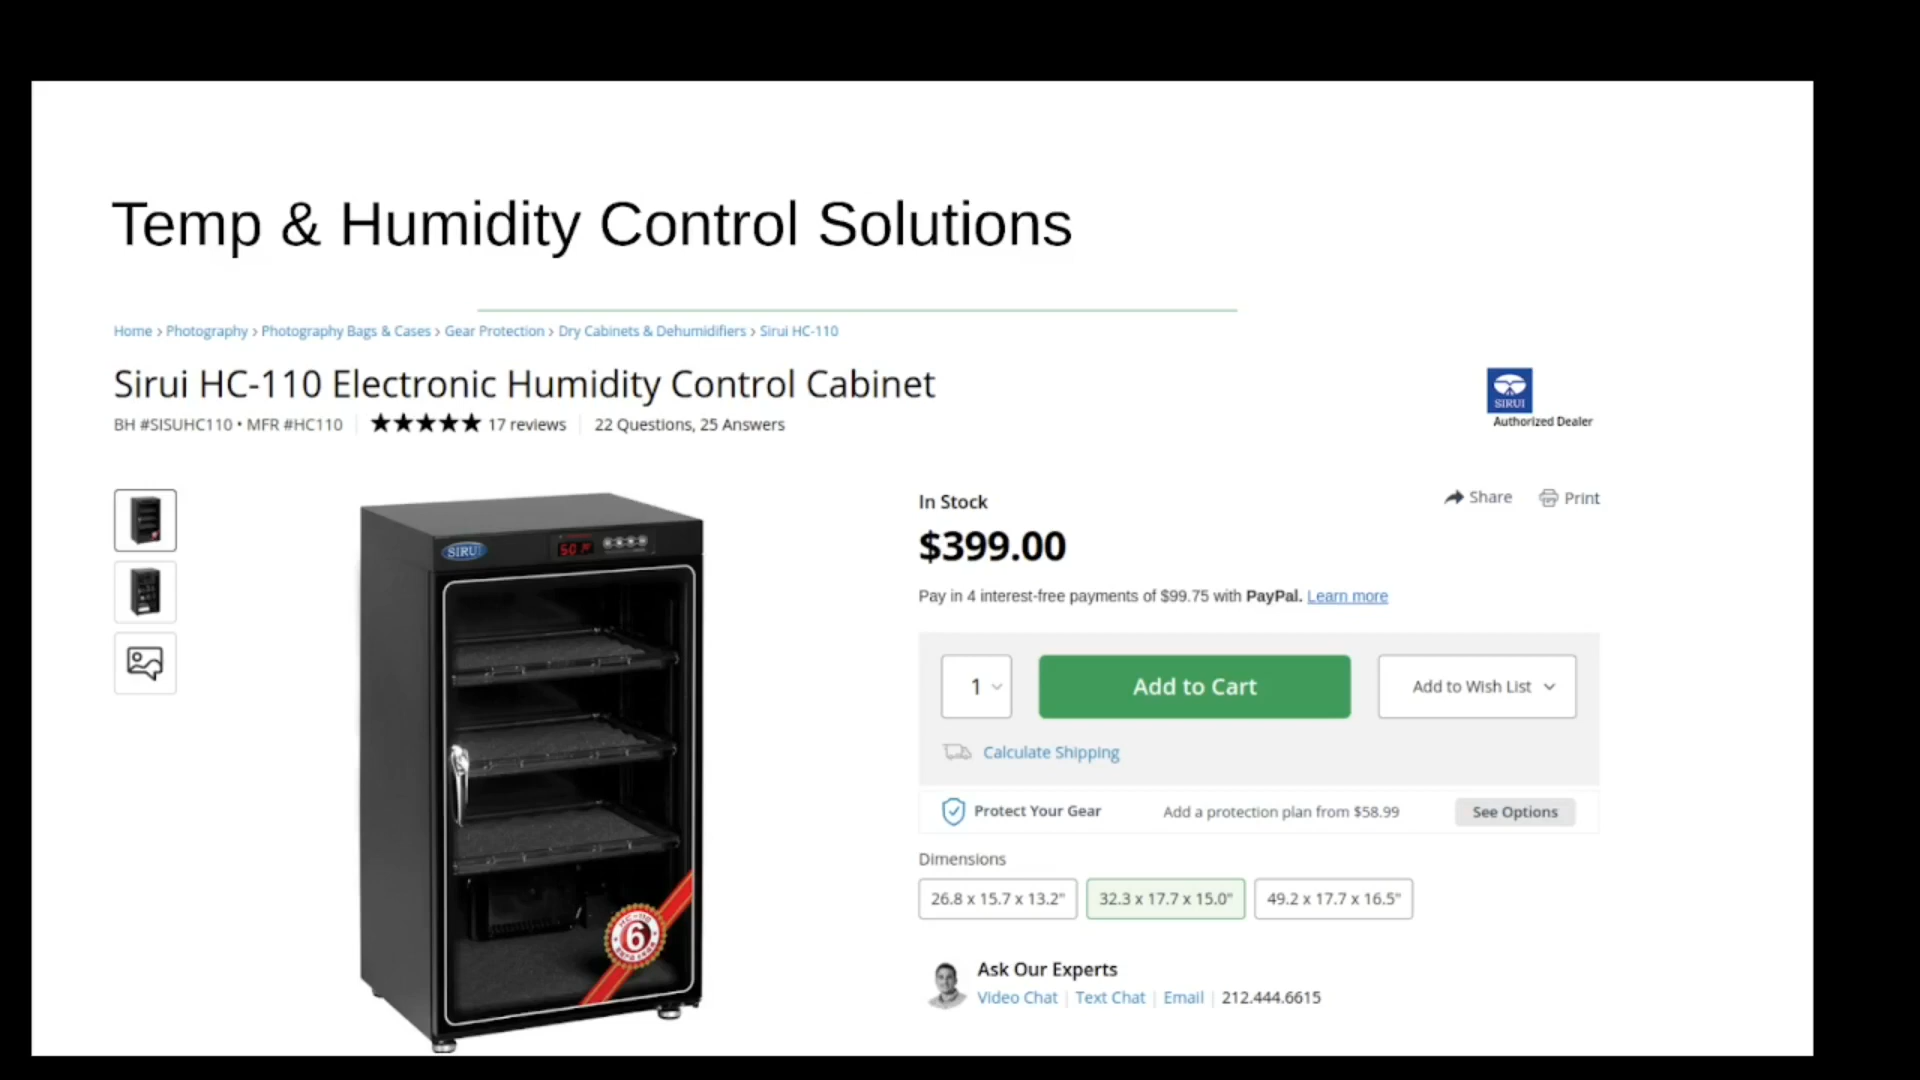 Temp & Humidity Control Solutions
Home › Photography › Photography Bags & Cases › Gear Protection › Dry Cabinets & Dehumidifiers › Sirui HC-110
Sirui HC-110 Electronic Humidity Control Cabinet
BH #SISUHC110 • MFR #HC110
★★★★★ 17 reviews
22 Questions, 25 Answers
SIRUI
Authorized Dealer
SIRUI
50
HC-110
6
In Stock
Share
Print
$399.00
Pay in 4 interest-free payments of $99.75 with PayPal. Learn more
1
Add to Cart
Add to Wish List
Calculate Shipping
Protect Your Gear
Add a protection plan from $58.99
See Options
Dimensions
26.8 x 15.7 x 13.2"
32.3 x 17.7 x 15.0"
49.2 x 17.7 x 16.5"
Ask Our Experts
Video Chat | Text Chat | Email | 212.444.6615